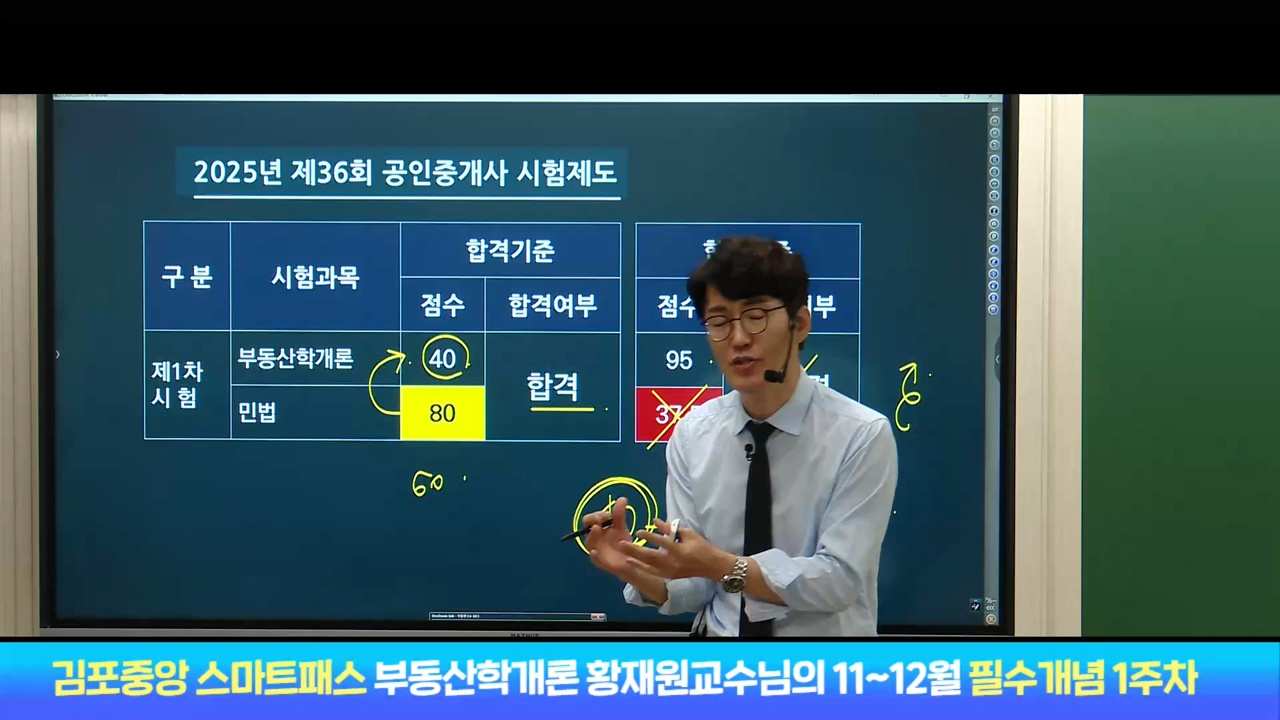 2025년 제36회 공인중개사 시험제도
구 분
시험과목
합격기준
점수
합격여부
제1차
시 험
부동산학개론
40
합격
민법
80
60
점수
95
김포중앙 스마트패스 부동산학개론 황재원교수님의 11~12월 필수개념 1주차